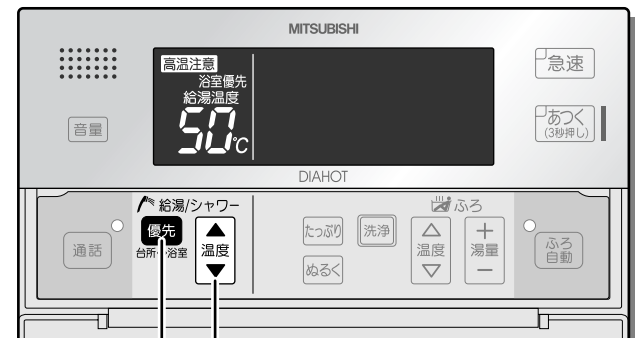 MITSUBISHI
高温注意
浴室優先
給湯温度
50℃
急速
音量
あつく
(3秒押し)
DIAHOT
給湯/シャワー
ふろ
通話
優先
台所↔浴室
温度
たっぷり
洗浄
ぬるく
温度
湯量
ふろ
自動